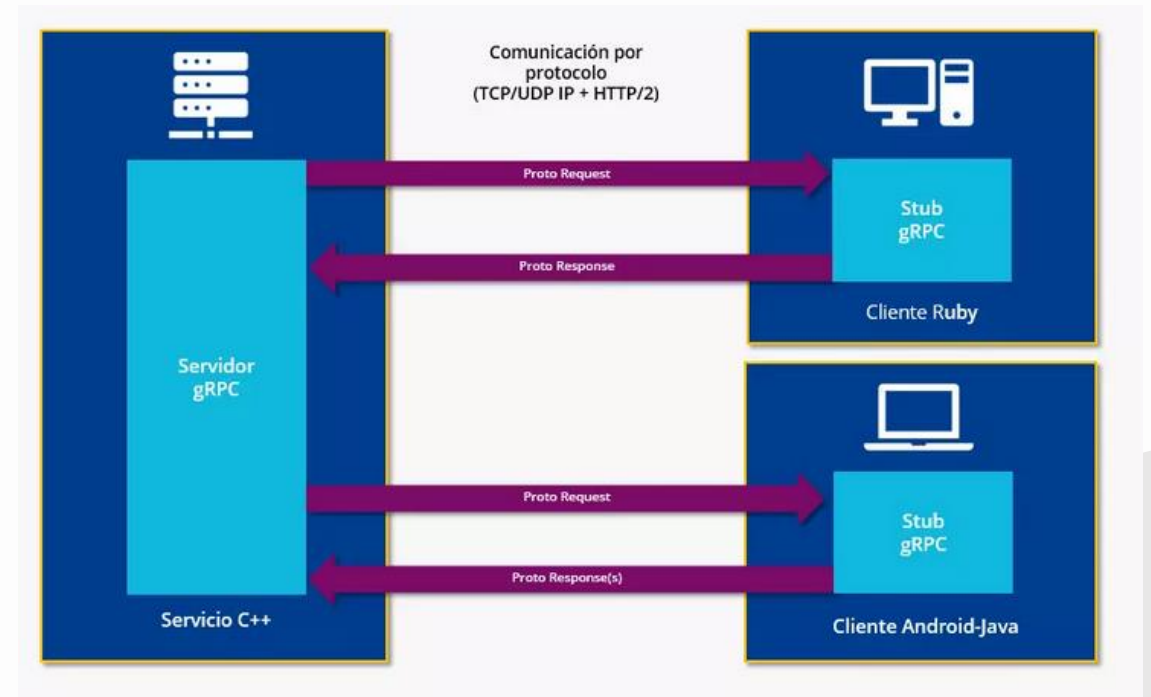 Comunicación por
protocolo
(TCP/UDP IP + HTTP/2)
Proto Request
Stub
gRPC
Proto Response
Cliente Ruby
Servidor
gRPC
Proto Request
Stub
gRPC
Proto Response(s)
Servicio C++
Cliente Android-Java